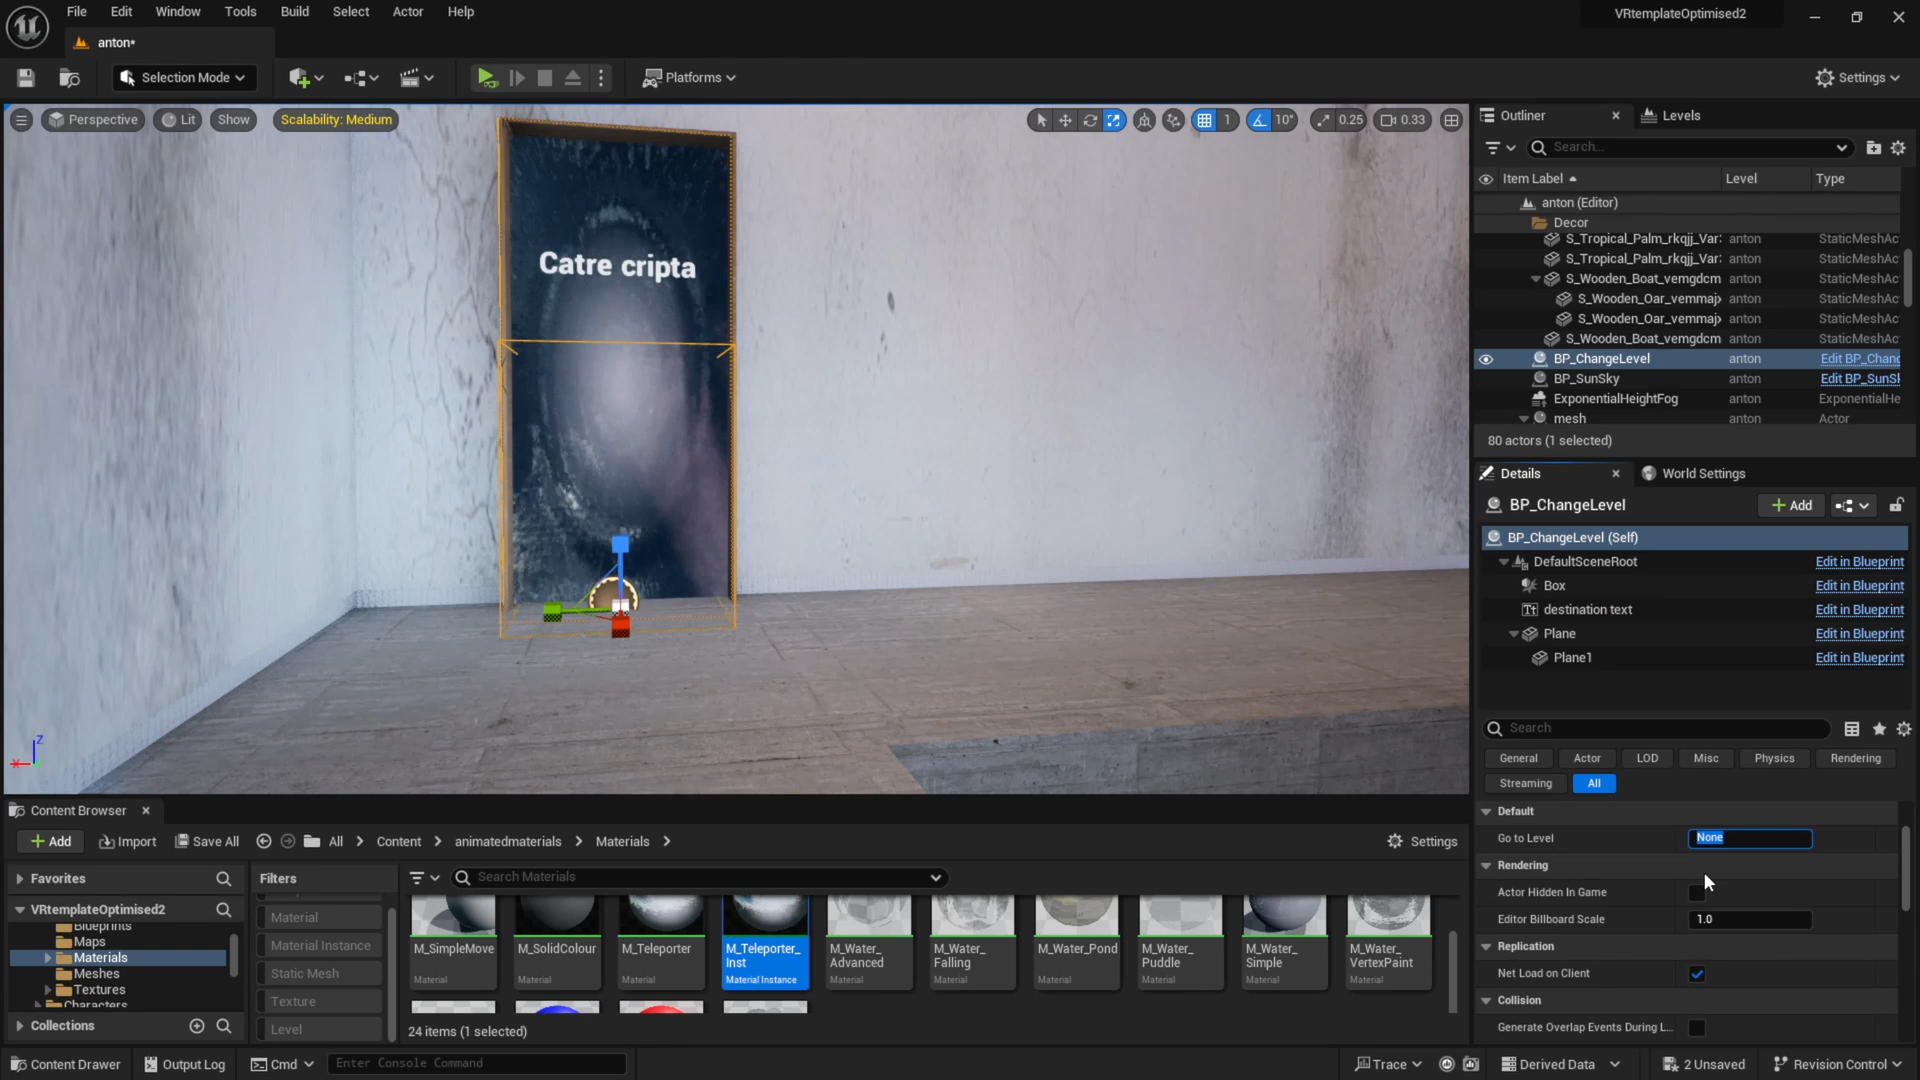 File Edit Window Tools Build Select Actor Help
VRtemplateOptimised2
anton*
Selection Mode
Platforms
Settings
Perspective Lit Show Scalability: Medium
1 10° 0.25 0.33
Catre cripta
Z
X
Outliner Levels
Search...
Item Label Level Type
anton (Editor)
Decor
S_Tropical_Palm_rkqjj_Var: anton StaticMeshAc
S_Tropical_Palm_rkqjj_Var: anton StaticMeshAc
S_Wooden_Boat_vemgdcm anton StaticMeshAc
S_Wooden_Oar_vemmaj anton StaticMeshAc
S_Wooden_Oar_vemmaj anton StaticMeshAc
S_Wooden_Boat_vemgdcm anton StaticMeshAc
BP_ChangeLevel anton Edit BP_Chang
BP_SunSky anton Edit BP_SunSk
ExponentialHeightFog anton ExponentialHe
mesh anton Actor
80 actors (1 selected)
Details World Settings
BP_ChangeLevel Add
BP_ChangeLevel (Self)
DefaultSceneRoot Edit in Blueprint
Box Edit in Blueprint
destination text Edit in Blueprint
Plane Edit in Blueprint
Plane1 Edit in Blueprint
Search
General Actor LOD Misc Physics Rendering
Streaming All
Default
Go to Level None
Rendering
Actor Hidden In Game
Editor Billboard Scale 1.0
Replication
Net Load on Client
Collision
Generate Overlap Events During L...
Content Browser
Add Import Save All All Content animatedmaterials Materials Settings
Favorites
VRtemplateOptimised2
Blueprints
Maps
Materials
Meshes
Textures
Characters
Collections
Filters
Material
Material Instance
Static Mesh
Texture
Level
Search Materials
M_SimpleMove M_SolidColour M_Teleporter M_Teleporter_ M_Water_ M_Water_ M_Water_Pond M_Water_ M_Water_ M_Water_
Inst Advanced Falling Puddle Simple VertexPaint
Material Material Material Material Instance Material Material Material Material Material Material
24 items (1 selected)
Content Drawer Output Log Cmd Enter Console Command
Trace Derived Data 2 Unsaved Revision Control